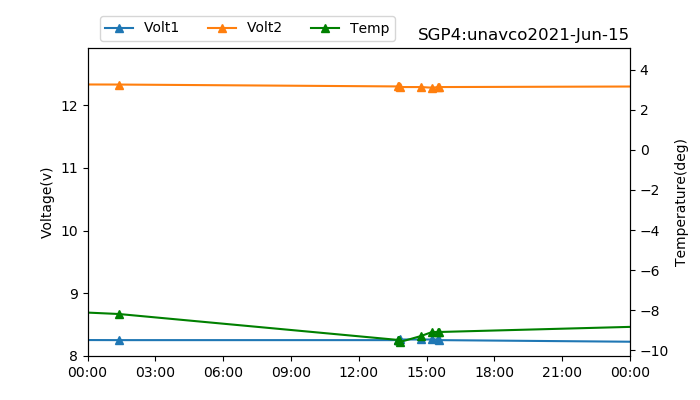 Volt1 Volt2 Temp
SGP4:unavco2021-Jun-15
12
11
10
9
8
Voltage(v)
4
2
0
−2
−4
−6
−8
−10
Temperature(deg)
00:00 03:00 06:00 09:00 12:00 15:00 18:00 21:00 00:00